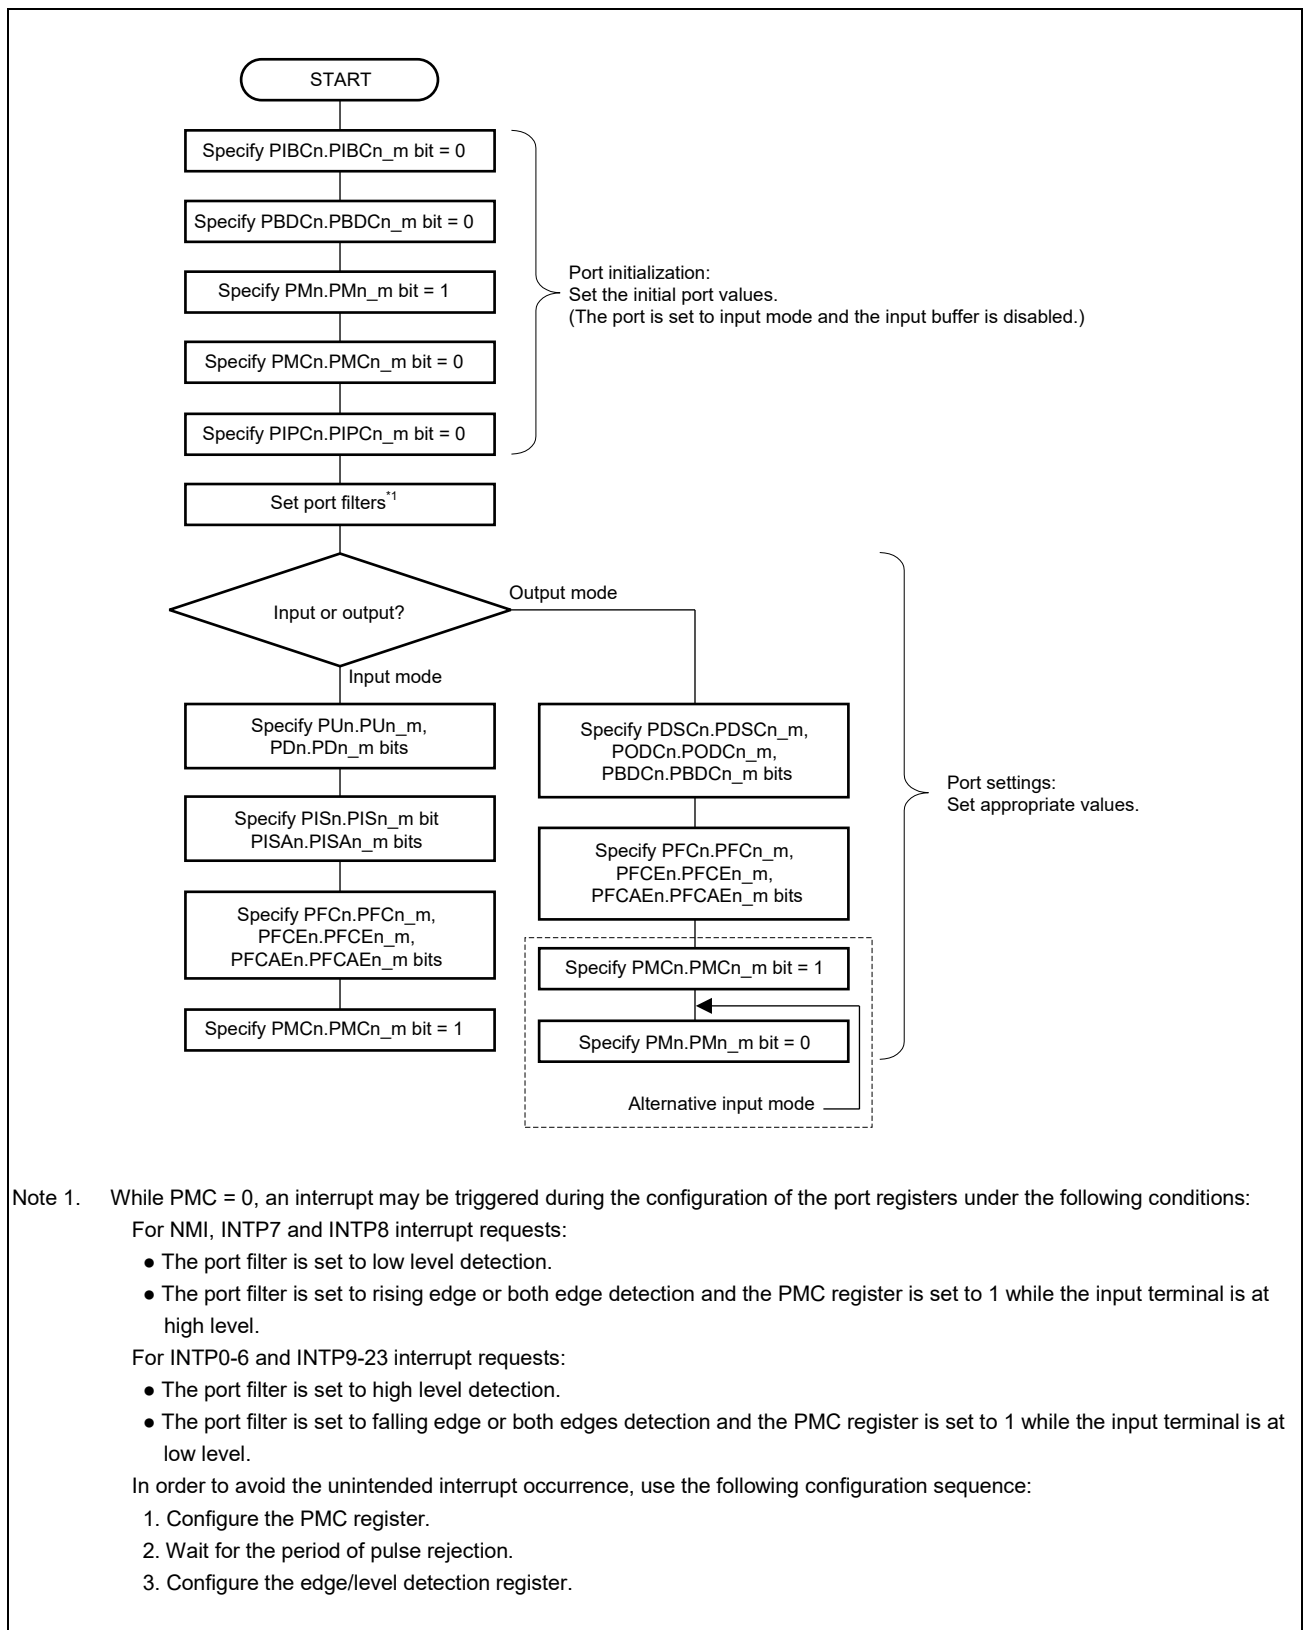 START
Specify PIBCn.PIBCn_m bit = 0
Specify PBDCn.PBDCn_m bit = 0
Specify PMn.PMn_m bit = 1
Specify PMCn.PMCn_m bit = 0
Specify PIPCn.PIPCn_m bit = 0
Port initialization:
Set the initial port values.
(The port is set to input mode and the input buffer is disabled.)
Set port filters*1
Input or output?
Output mode
Input mode
Specify PUn.PUn_m,
PDn.PDn_m bits
Specify PISn.PISn_m bit
PISAn.PISAn_m bits
Specify PFCn.PFCn_m,
PFCEn.PFCEn_m,
PFCAEn.PFCAEn_m bits
Specify PMCn.PMCn_m bit = 1
Specify PDSCn.PDSCn_m,
PODCn.PODCn_m,
PBDCn.PBDCn_m bits
Specify PFCn.PFCn_m,
PFCEn.PFCEn_m,
PFCAEn.PFCAEn_m bits
Specify PMCn.PMCn_m bit = 1
Specify PMn.PMn_m bit = 0
Alternative input mode
Port settings:
Set appropriate values.
Note 1. While PMC = 0, an interrupt may be triggered during the configuration of the port registers under the following conditions:
For NMI, INTP7 and INTP8 interrupt requests:
● The port filter is set to low level detection.
● The port filter is set to rising edge or both edge detection and the PMC register is set to 1 while the input terminal is at
high level.
For INTP0-6 and INTP9-23 interrupt requests:
● The port filter is set to high level detection.
● The port filter is set to falling edge or both edges detection and the PMC register is set to 1 while the input terminal is at
low level.
In order to avoid the unintended interrupt occurrence, use the following configuration sequence:
1. Configure the PMC register.
2. Wait for the period of pulse rejection.
3. Configure the edge/level detection register.